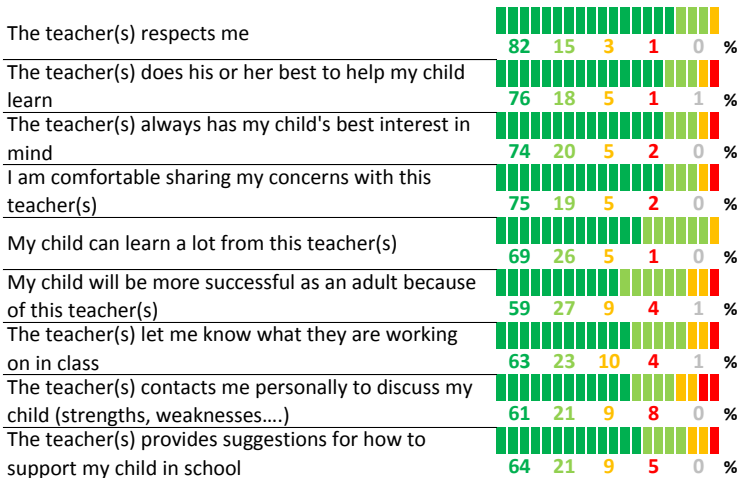 The teacher(s) respects me
82 15 3 1 0 %
The teacher(s) does his or her best to help my child
learn
76 18 5 1 1 %
The teacher(s) always has my child's best interest in
mind
74 20 5 2 0 %
I am comfortable sharing my concerns with this
teacher(s)
75 19 5 2 0 %
My child can learn a lot from this teacher(s)
69 26 5 1 0 %
My child will be more successful as an adult because
of this teacher(s)
59 27 9 4 1 %
The teacher(s) let me know what they are working
on in class
63 23 10 4 1 %
The teacher(s) contacts me personally to discuss my
child (strengths, weaknesses....)
61 21 9 8 0 %
The teacher(s) provides suggestions for how to
support my child in school
64 21 9 5 0 %